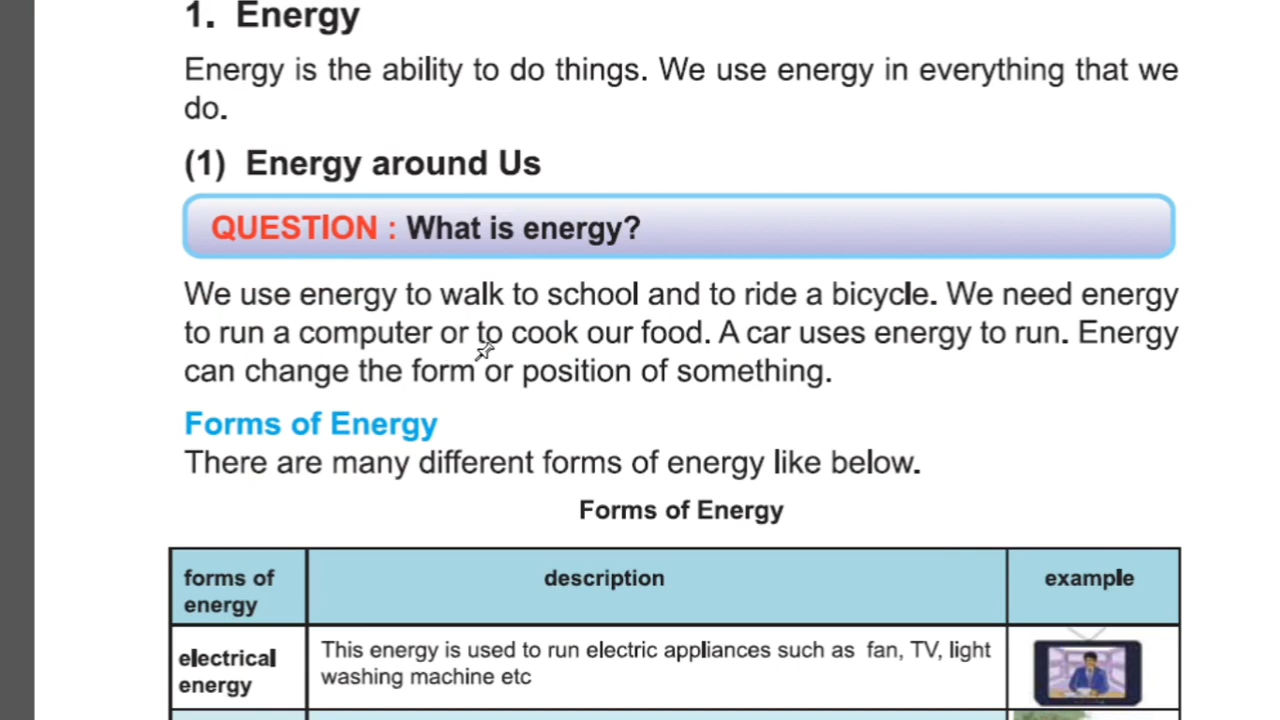 1. Energy
Energy is the ability to do things. We use energy in everything that we
do.
(1) Energy around Us
QUESTION : What is energy?
We use energy to walk to school and to ride a bicycle. We need energy
to run a computer or to cook our food. A car uses energy to run. Energy
can change the form or position of something.
Forms of Energy
There are many different forms of energy like below.
Forms of Energy
forms of
energy
description
example
electrical
energy
This energy is used to run electric appliances such as fan, TV, light
washing machine etc